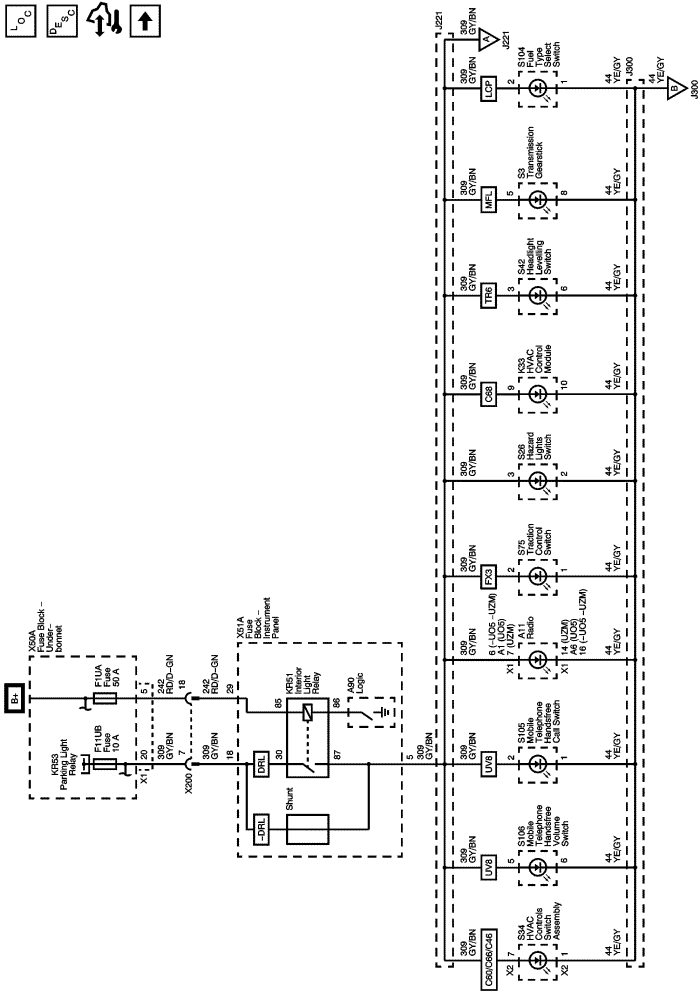 LOC
DESC
B+
X50A
Fuse Block –
Under–
bonnet
F1UA
Fuse
50 A
KR53
Parking Light
Relay
F11UB
Fuse
10 A
5
242
RD/D–GN
18
242
RD/D–GN
29
X1
20
309
GY/BN
7
X200
309
GY/BN
18
X51A
Fuse
Block –
Instrument
Panel
KR51
Interior
Light
Relay
85
86
A90
Logic
DRL
30
87
–DRL
Shunt
5
309
GY/BN
J221
309
GY/BN
A
J221
309
GY/BN
LCP
2
S104
Fuel
Type
Select
Switch
1
44
YE/GY
J300
44
YE/GY
B
J300
309
GY/BN
MFL
5
S3
Transmission
Gearstick
8
44
YE/GY
309
GY/BN
TR6
3
S42
Headlight
Levelling
Switch
6
44
YE/GY
309
GY/BN
C68
9
K33
HVAC
Control
Module
10
44
YE/GY
309
GY/BN
3
S26
Hazard
Lights
Switch
2
44
YE/GY
309
GY/BN
FX3
2
S75
Traction
Control
Switch
1
44
YE/GY
309
GY/BN
6 (–UO5 –UZM)
A1 (UO5)
7 (UZM)
X1
A11
Radio
X1
14 (UZM)
A6 (UO5)
16 (–UO5 –UZM)
44
YE/GY
309
GY/BN
UV8
2
S105
Mobile
Telephone
Handsfree
Call Switch
1
44
YE/GY
309
GY/BN
UV8
5
S106
Mobile
Telephone
Handsfree
Volume
Switch
6
44
YE/GY
309
GY/BN
C60/C66/C46
X2 7
S34
HVAC
Controls
Switch
Assembly
X2 1
44
YE/GY